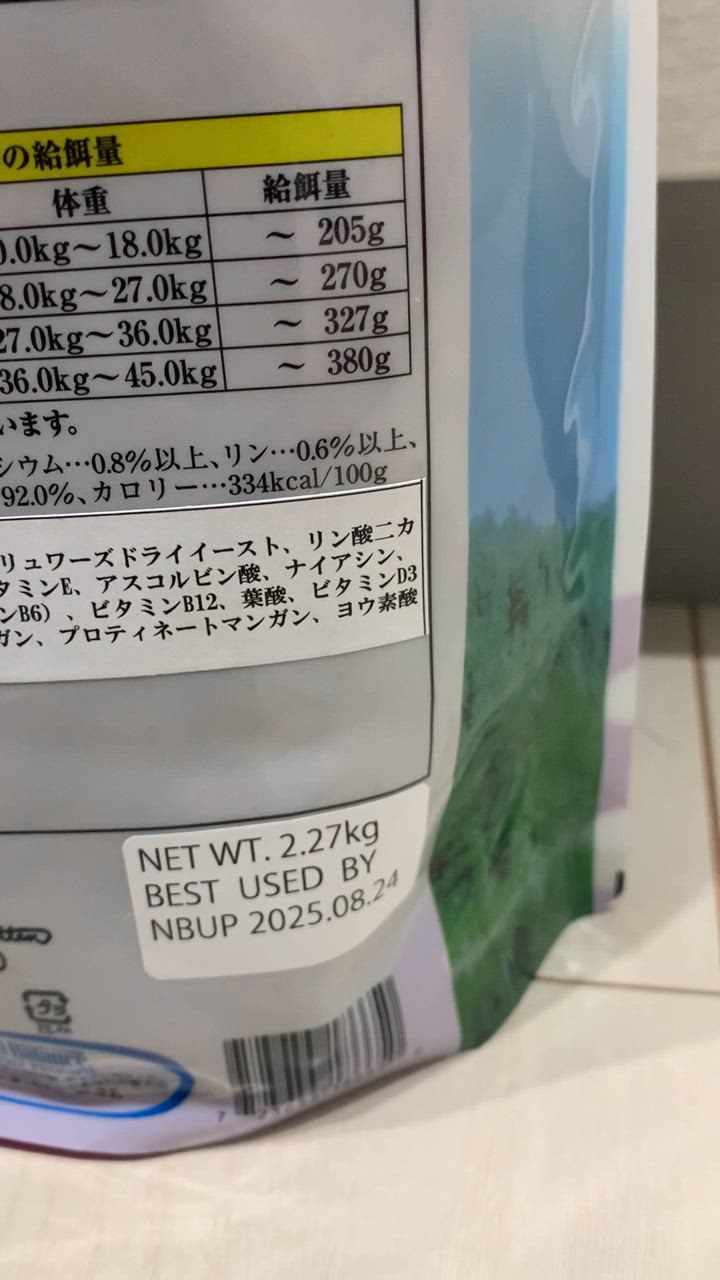 の給餌量
体重 給餌量
0.0kg～18.0kg ～ 205g
8.0kg～27.0kg ～ 270g
27.0kg～36.0kg ～ 327g
36.0kg～45.0kg ～ 380g
います。
シウム…0.8%以上、リン…0.6%以上、
92.0%、カロリー…334kcal/100g
リュワーズドライイースト、リン酸二カ
タミンE、アスコルビン酸、ナイアシン、
ンB6）、ビタミンB12、葉酸、ビタミンD3
ガン、プロティネートマンガン、ヨウ素酸
NET WT. 2.27kg
BEST USED BY
NBUP 2025.08.24
プラ